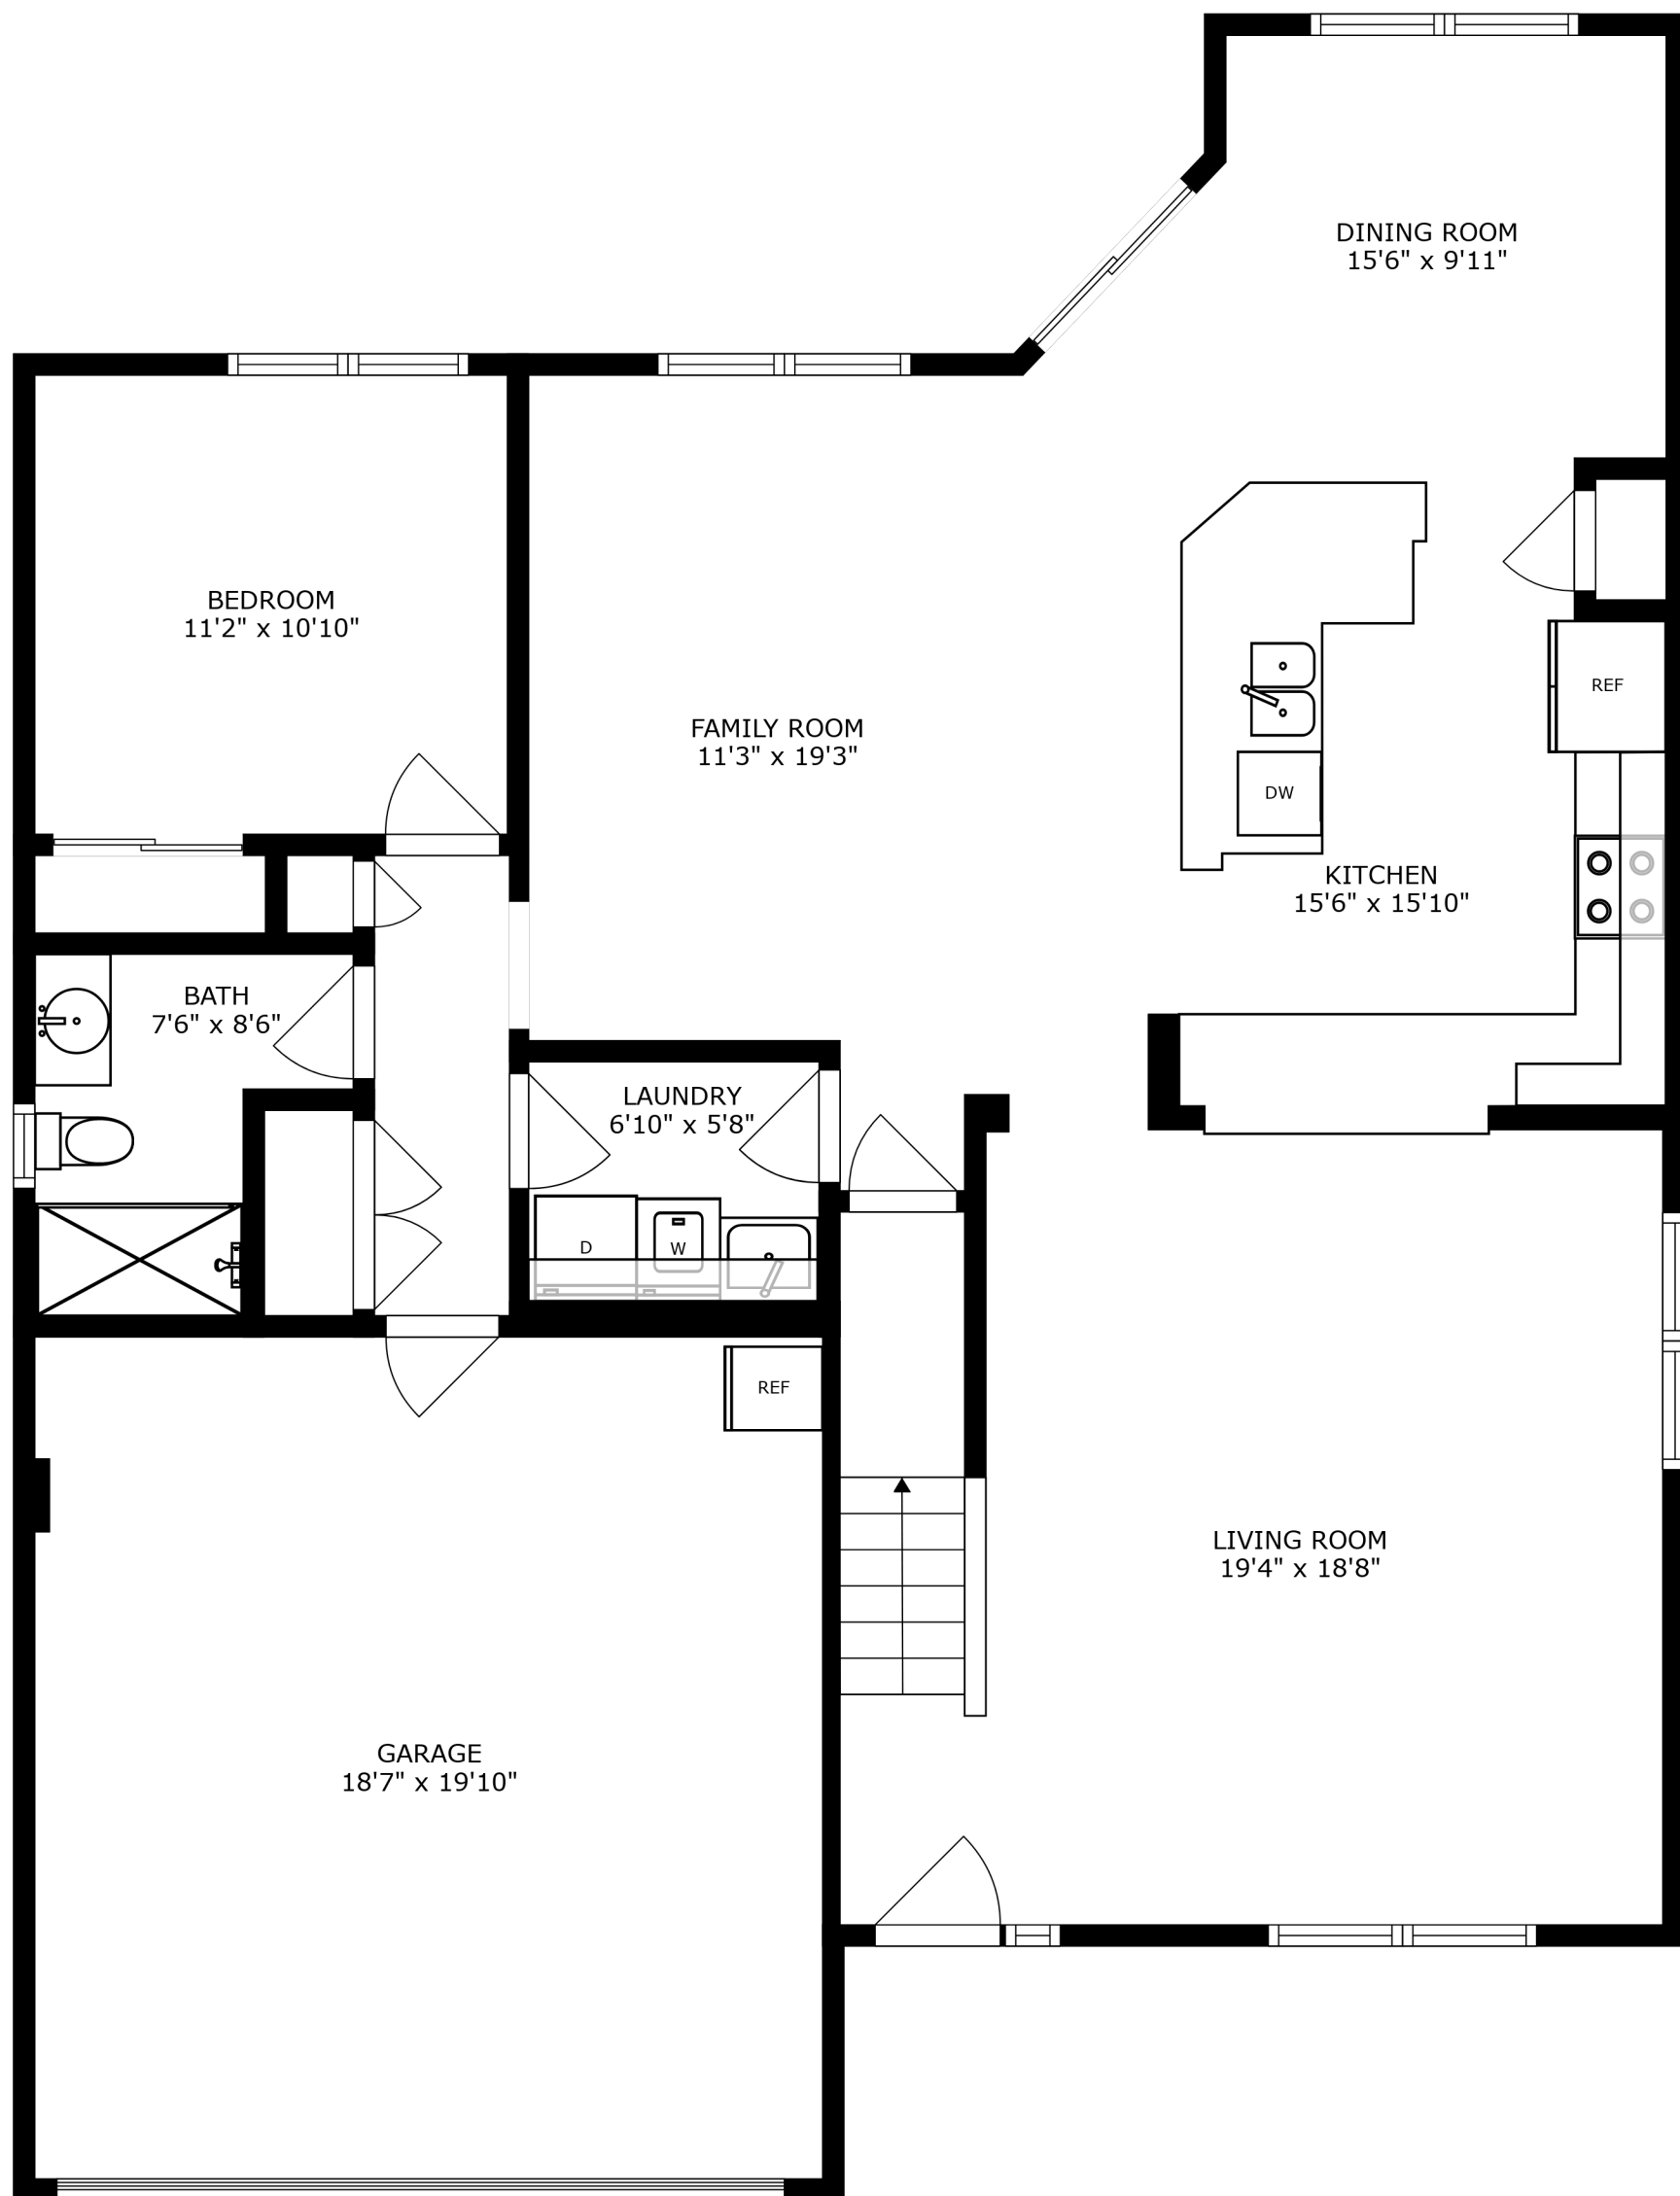 DINING ROOM
15'6" x 9'11"
BEDROOM
11'2" x 10'10"
FAMILY ROOM
11'3" x 19'3"
REF
DW
KITCHEN
15'6" x 15'10"
BATH
7'6" x 8'6"
LAUNDRY
6'10" x 5'8"
D
W
REF
LIVING ROOM
19'4" x 18'8"
GARAGE
18'7" x 19'10"